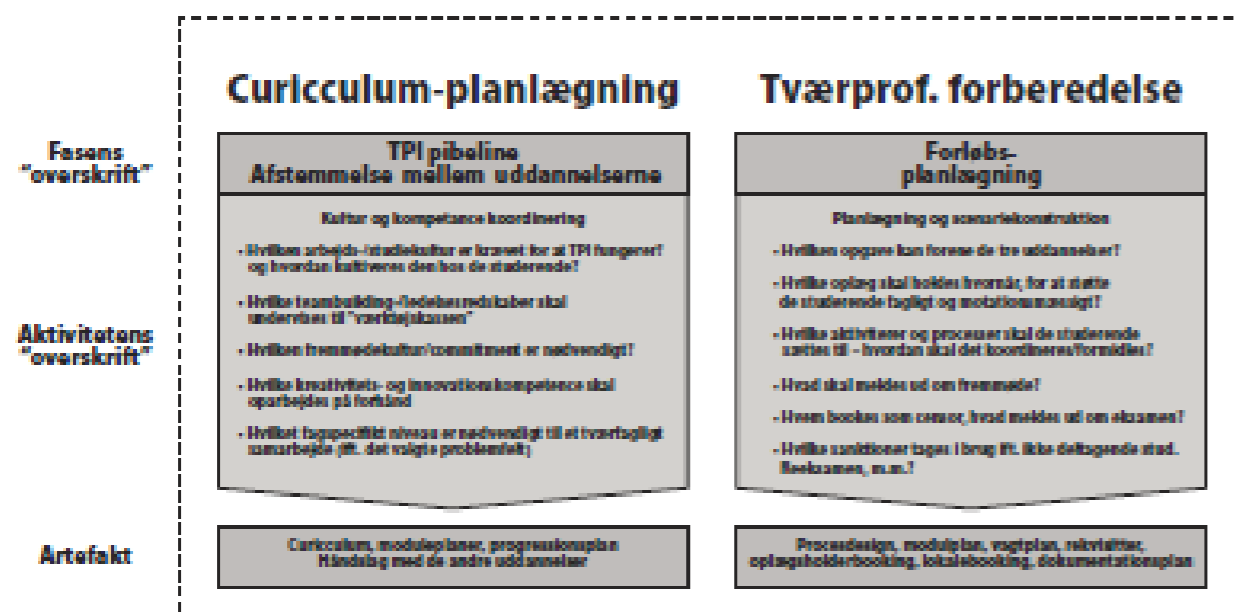 Curicculum-planlægning
Tværprof. forberedelse
Fasens
"overskrift"
TPI pibeline
Afstemmelse mellem uddannelserne
Forløbs-
planlægning
Aktivitetens
"overskrift"
Kultur og kompetance koordinering
- Hvilken arbejds-/studiekultur er krævet for at TPI fungerer?
og hvordan kultiveres den hos de studerende?
- Hvilke teambuilding-/ledelsesredskaber skal
undervises til "værktøjskassen"
- Hvilken fremmødekultur/commitment er nødvendigt?
- Hvilke kreativitets- og innovationskompetence skal
oparbejdes på forhånd
- Hvilket fagspecifikt niveau er nødvendigt til et tværfagligt
samarbejde (ift. det valgte problemfelt)
Planlægning og scenariekonstruktion
- Hvilken opgave kan forene de tre uddannelser?
- Hvilke oplæg skal holdes hvornår, for at støtte
de studerende fagligt og motationsmæssigt?
- Hvilke aktiviteter og processer skal de studerende
sættes til - hvordan skal det koordineres/formidles?
- Hvad skal meldes ud om fremmøde?
- Hvem bookes som censor, hvad meldes ud om eksamen?
- Hvilke sanktioner tages i brug ift. ikke deltagende stud.
Reeksamen, m.m.?
Artefakt
Curicculum, moduleplaner, progressionsplan
Håndslag med de andre uddannelser
Procesdesign, modulplan, vagtplan, rekvisitter,
oplægsholderbooking, lokalebooking, dokumentationsplan